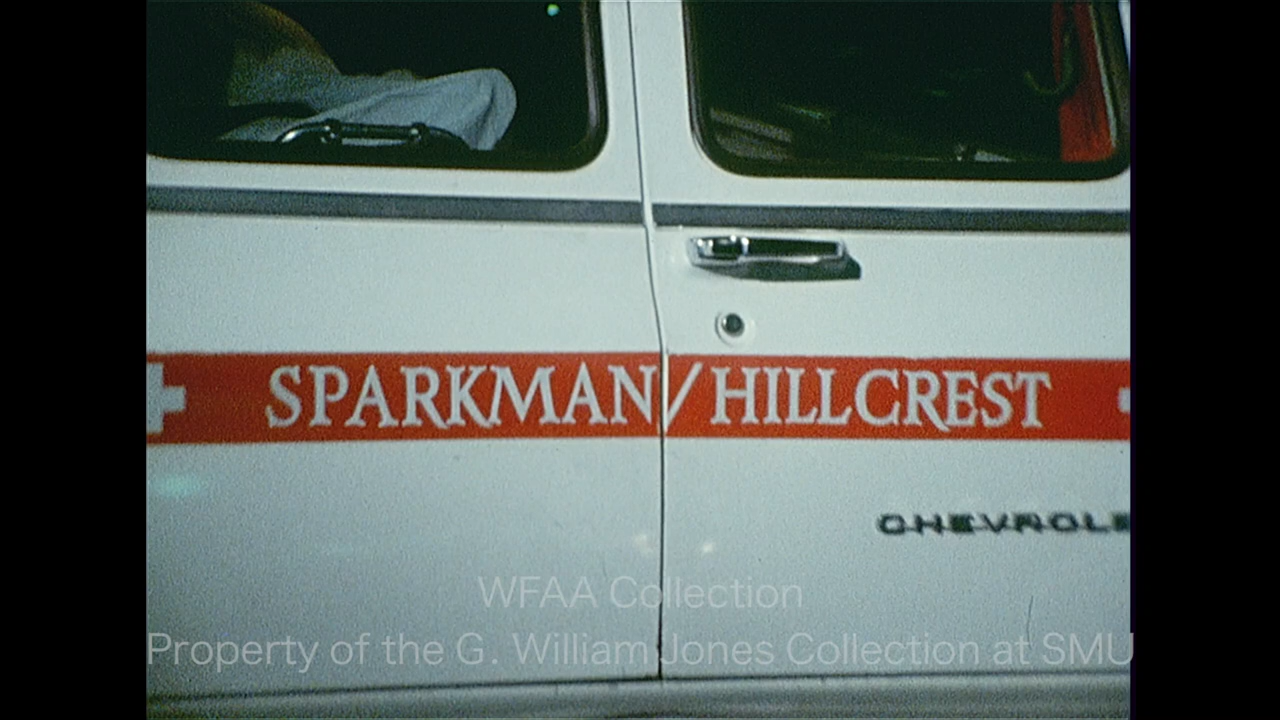 SPARKMAN/HILLCREST
CHEVROLE
WFAA Collection
Property of the G. William Jones Collection at SMU